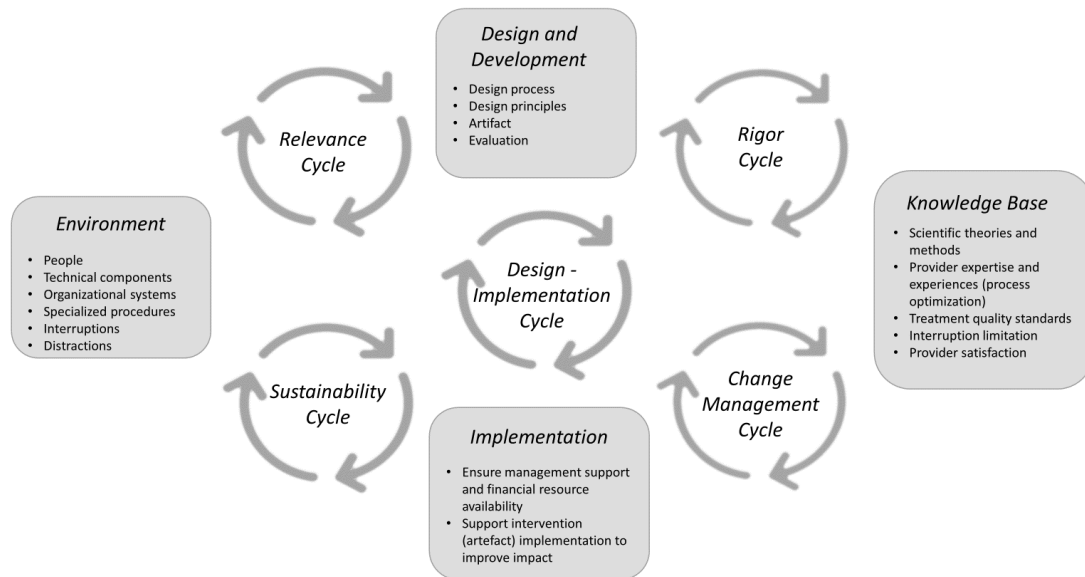 Design and
Development
• Design process
• Design principles
• Artifact
• Evaluation
Relevance
Cycle
Rigor
Cycle
Environment
• People
• Technical components
• Organizational systems
• Specialized procedures
• Interruptions
• Distractions
Design -
Implementation
Cycle
Knowledge Base
• Scientific theories and
methods
• Provider expertise and
experiences (process
optimization)
• Treatment quality standards
• Interruption limitation
• Provider satisfaction
Sustainability
Cycle
Change
Management
Cycle
Implementation
• Ensure management support
and financial resource
availability
• Support intervention
(artefact) implementation to
improve impact